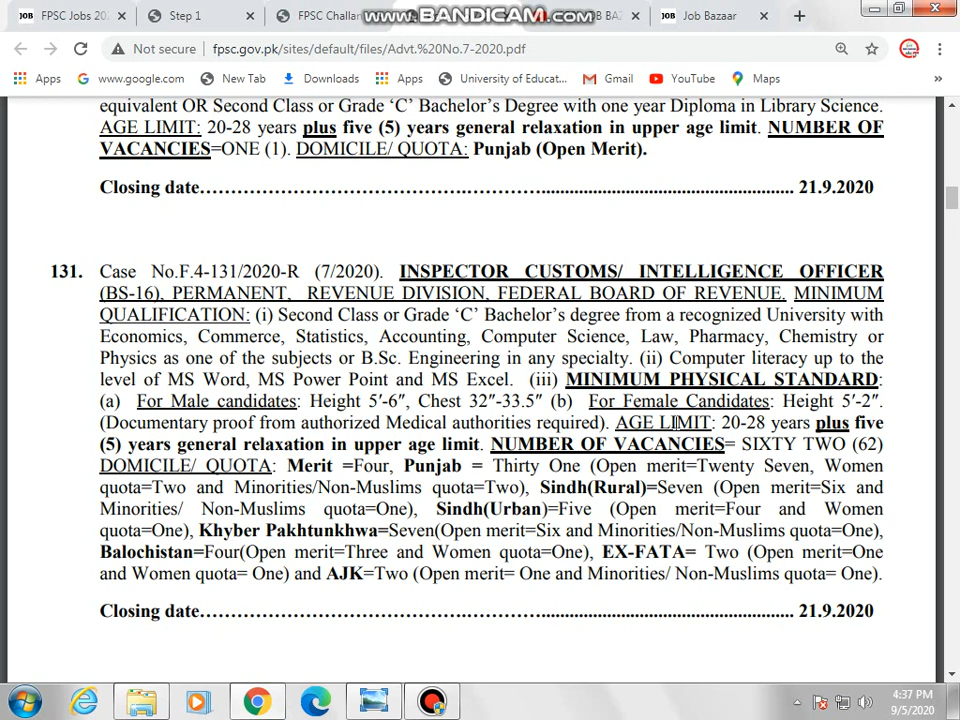 FPSC Jobs 202
Step 1
FPSC Challan
www.BANDICAM.com
JOB BAZ
Job Bazaar
Not secure | fpsc.gov.pk/sites/default/files/Advt.%20No.7-2020.pdf
Apps www.google.com New Tab Downloads Apps University of Educat... Gmail YouTube Maps »
equivalent OR Second Class or Grade ‘C’ Bachelor’s Degree with one year Diploma in Library Science.
AGE LIMIT: 20-28 years plus five (5) years general relaxation in upper age limit. NUMBER OF
VACANCIES=ONE (1). DOMICILE/ QUOTA: Punjab (Open Merit).
Closing date……………………………………….…………..................................................... 21.9.2020
131. Case No.F.4-131/2020-R (7/2020). INSPECTOR CUSTOMS/ INTELLIGENCE OFFICER
(BS-16), PERMANENT, REVENUE DIVISION, FEDERAL BOARD OF REVENUE. MINIMUM
QUALIFICATION: (i) Second Class or Grade ‘C’ Bachelor’s degree from a recognized University with
Economics, Commerce, Statistics, Accounting, Computer Science, Law, Pharmacy, Chemistry or
Physics as one of the subjects or B.Sc. Engineering in any specialty. (ii) Computer literacy up to the
level of MS Word, MS Power Point and MS Excel. (iii) MINIMUM PHYSICAL STANDARD:
(a) For Male candidates: Height 5′-6″, Chest 32″-33.5″ (b) For Female Candidates: Height 5′-2″.
(Documentary proof from authorized Medical authorities required). AGE LIMIT: 20-28 years plus five
(5) years general relaxation in upper age limit. NUMBER OF VACANCIES= SIXTY TWO (62)
DOMICILE/ QUOTA: Merit =Four, Punjab = Thirty One (Open merit=Twenty Seven, Women
quota=Two and Minorities/Non-Muslims quota=Two), Sindh(Rural)=Seven (Open merit=Six and
Minorities/ Non-Muslims quota=One), Sindh(Urban)=Five (Open merit=Four and Women
quota=One), Khyber Pakhtunkhwa=Seven(Open merit=Six and Minorities/Non-Muslims quota=One),
Balochistan=Four(Open merit=Three and Women quota=One), EX-FATA= Two (Open merit=One
and Women quota= One) and AJK=Two (Open merit= One and Minorities/ Non-Muslims quota= One).
Closing date……………………………………….…………..................................................... 21.9.2020
4:37 PM
9/5/2020